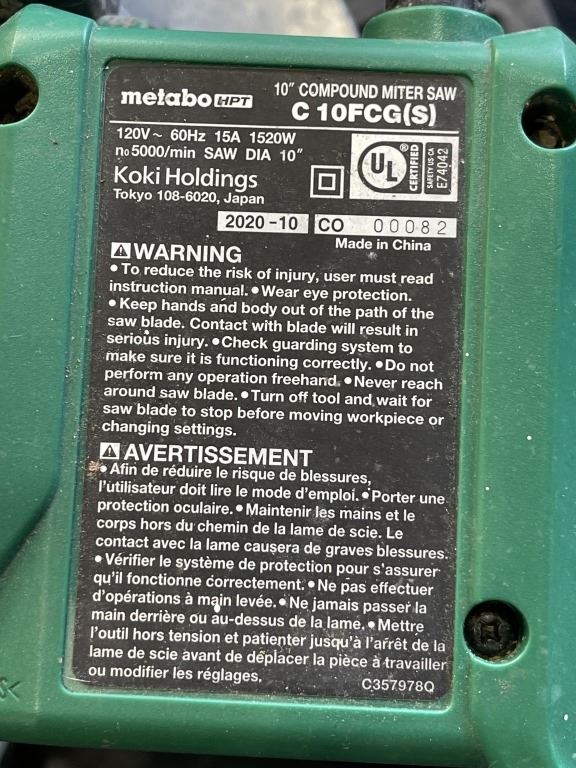 metabo HPT
10" COMPOUND MITER SAW
C 10FCG(S)
120V~ 60Hz 15A 1520W
no 5000/min SAW DIA 10"
UL ® CERTIFIED SAFETY US CA E74042
Koki Holdings
Tokyo 108-6020, Japan
2020-10 CO 00082
Made in China
⚠WARNING
•To reduce the risk of injury, user must read
instruction manual.•Wear eye protection.
•Keep hands and body out of the path of the
saw blade. Contact with blade will result in
serious injury. •Check guarding system to
make sure it is functioning correctly. •Do not
perform any operation freehand.•Never reach
around saw blade.•Turn off tool and wait for
saw blade to stop before moving workpiece or
changing settings.
⚠AVERTISSEMENT
•Afin de réduire le risque de blessures,
l'utilisateur doit lire le mode d'emploi.•Porter une
protection oculaire.•Maintenir les mains et le
corps hors du chemin de la lame de scie. Le
contact avec la lame causera de graves blessures.
•Vérifier le système de protection pour s'assurer
qu'il fonctionne correctement.•Ne pas effectuer
d'opérations à main levée.•Ne jamais passer la
main derrière ou au-dessus de la lame.•Mettre
l'outil hors tension et patienter jusqu'à l'arrêt de la
lame de scie avant de déplacer la pièce à travailler
ou modifier les réglages.
C357978Q